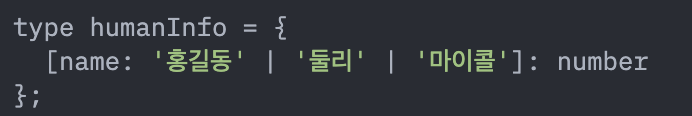 type humanInfo = {
  [name: '홍길동' | '둘리' | '마이콜']: number
};